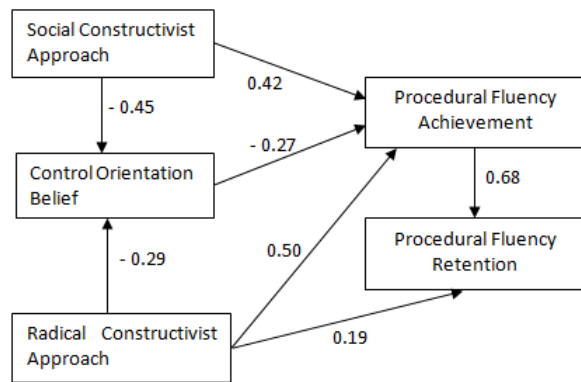 Social Constructivist
Approach
0.42
Procedural Fluency
Achievement
- 0.45
- 0.27
Control Orientation
Belief
0.68
Procedural Fluency
Retention
0.50
- 0.29
Radical Constructivist
Approach
0.19